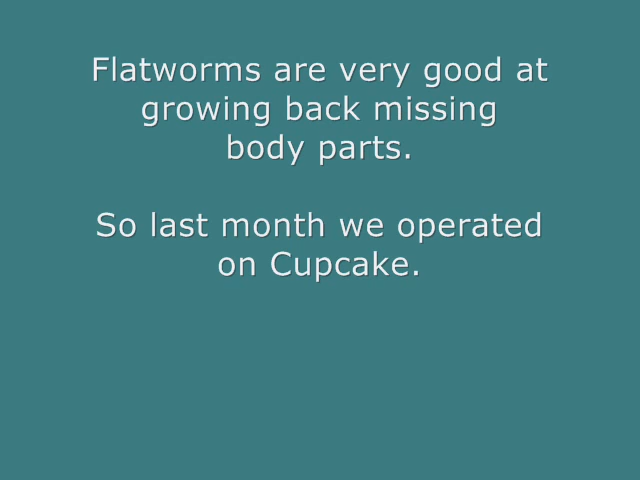 Flatworms are very good at
growing back missing
body parts.
So last month we operated
on Cupcake.